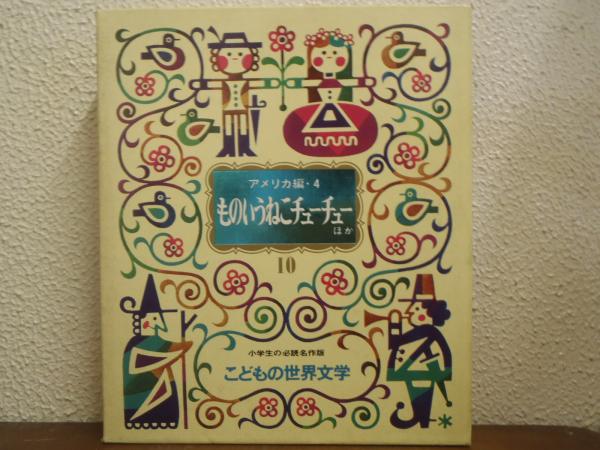 アメリカ編・4
ものいうねこチューチュー
ほか
10
小学生の必読名作版
こどもの世界文学